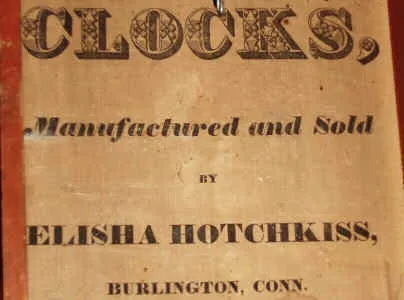 CLOCKS,
Manufactured and Sold
BY
ELISHA HOTCHKISS,
BURLINGTON, CONN.